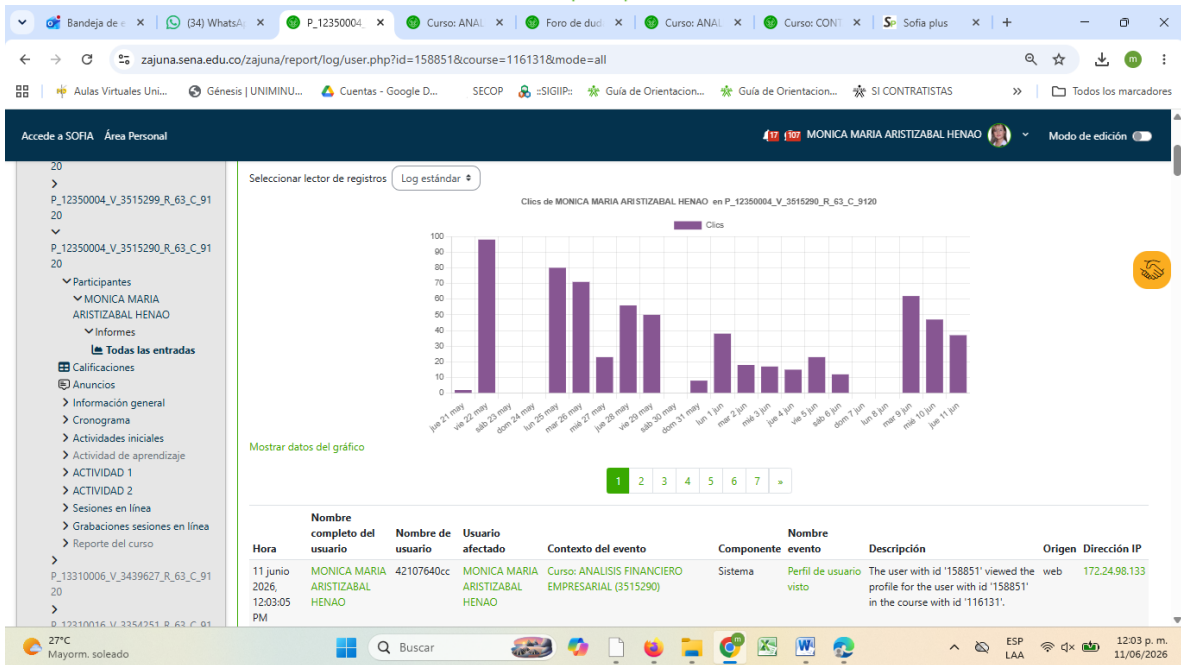 Bandeja de e
(34) WhatsA
P_12350004_
Curso: ANAL
Foro de dud
Curso: ANAL
Curso: CONT
Sofia plus
zajuna.sena.edu.co/zajuna/report/log/user.php?id=158851&course=116131&mode=all
m
Aulas Virtuales Uni...
Génesis | UNIMINU...
Cuentas - Google D...
SECOP
::SIGIIP::
Guía de Orientacion...
Guía de Orientacion...
SI CONTRATISTAS
»
Todos los marcadores
Accede a SOFIA Área Personal
17 107 MONICA MARIA ARISTIZABAL HENAO
Modo de edición
20
P_12350004_V_3515299_R_63_C_91
20
P_12350004_V_3515290_R_63_C_91
20
Participantes
MONICA MARIA
ARISTIZABAL HENAO
Informes
Todas las entradas
Calificaciones
Anuncios
Información general
Cronograma
Actividades iniciales
Actividad de aprendizaje
ACTIVIDAD 1
ACTIVIDAD 2
Sesiones en línea
Grabaciones sesiones en línea
Reporte del curso
P_13310006_V_3439627_R_63_C_91
20
P_12310016_V_3354251_R_63_C_91
Seleccionar lector de registros Log estándar
Clics de MONICA MARIA ARISTIZABAL HENAO en P_12350004_V_3515290_R_63_C_9120
Clics
100
90
80
70
60
50
40
30
20
10
0
jue 21 may
vie 22 may
sáb 23 may
dom 24 may
lun 25 may
mar 26 may
mié 27 may
jue 28 may
vie 29 may
sáb 30 may
dom 31 may
lun 1 jun
mar 2 jun
mié 3 jun
jue 4 jun
vie 5 jun
sáb 6 jun
dom 7 jun
lun 8 jun
mar 9 jun
mié 10 jun
jue 11 jun
Mostrar datos del gráfico
1 2 3 4 5 6 7 »
Hora
Nombre
completo del
usuario
Nombre de
usuario
Usuario
afectado
Contexto del evento
Componente
Nombre
evento
Descripción
Origen
Dirección IP
11 junio
2026,
12:03:05
PM
MONICA MARIA
ARISTIZABAL
HENAO
42107640cc
MONICA MARIA
ARISTIZABAL
HENAO
Curso: ANALISIS FINANCIERO
EMPRESARIAL (3515290)
Sistema
Perfil de usuario
visto
The user with id '158851' viewed the
profile for the user with id '158851'
in the course with id '116131'.
web
172.24.98.133
27°C
Mayorm. soleado
Buscar
ESP
LAA
12:03 p. m.
11/06/2026